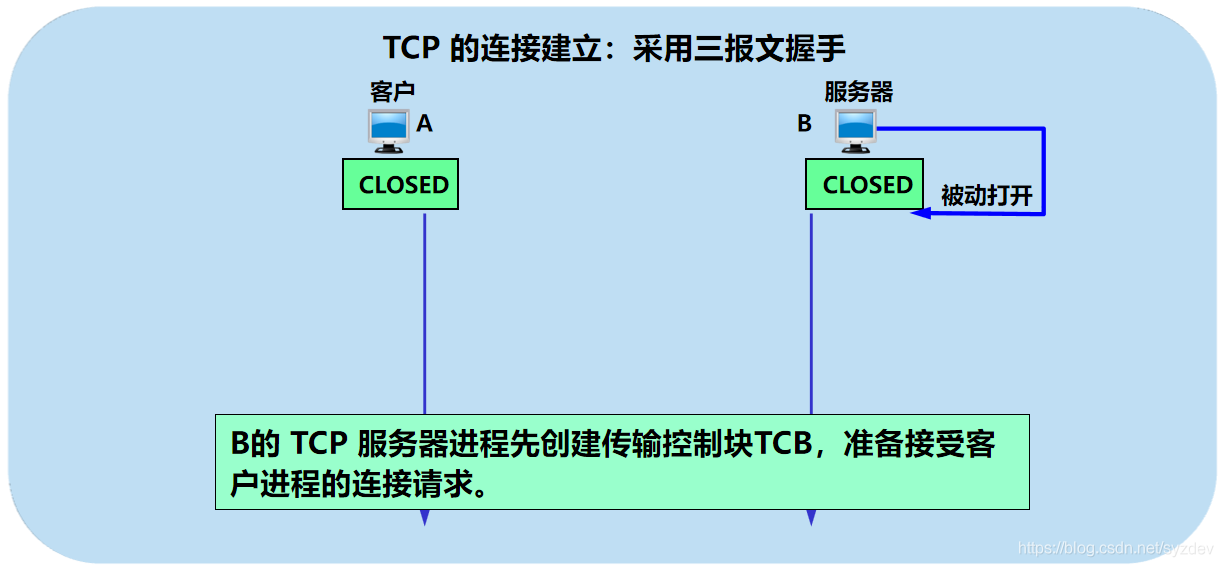 TCP 的连接建立：采用三报文握手
客户
服务器
A
B
CLOSED
CLOSED
被动打开
B的 TCP 服务器进程先创建传输控制块TCB，准备接受客
户进程的连接请求。
https://blog.csdn.net/syzdev